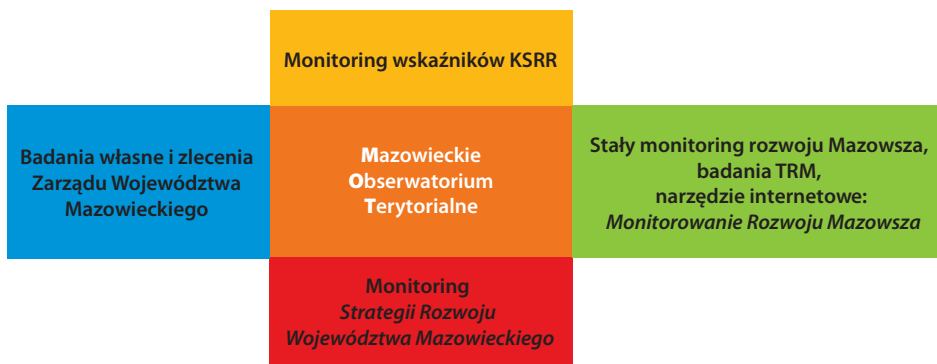 Monitoring wskaźników KSRR
Badania własne i zlecenia
Zarządu Województwa
Mazowieckiego
Mazowieckie
Obserwatorium
Terytorialne
Stały monitoring rozwoju Mazowsza,
badania TRM,
narzędzie internetowe:
Monitorowanie Rozwoju Mazowsza
Monitoring
Strategii Rozwoju
Województwa Mazowieckiego